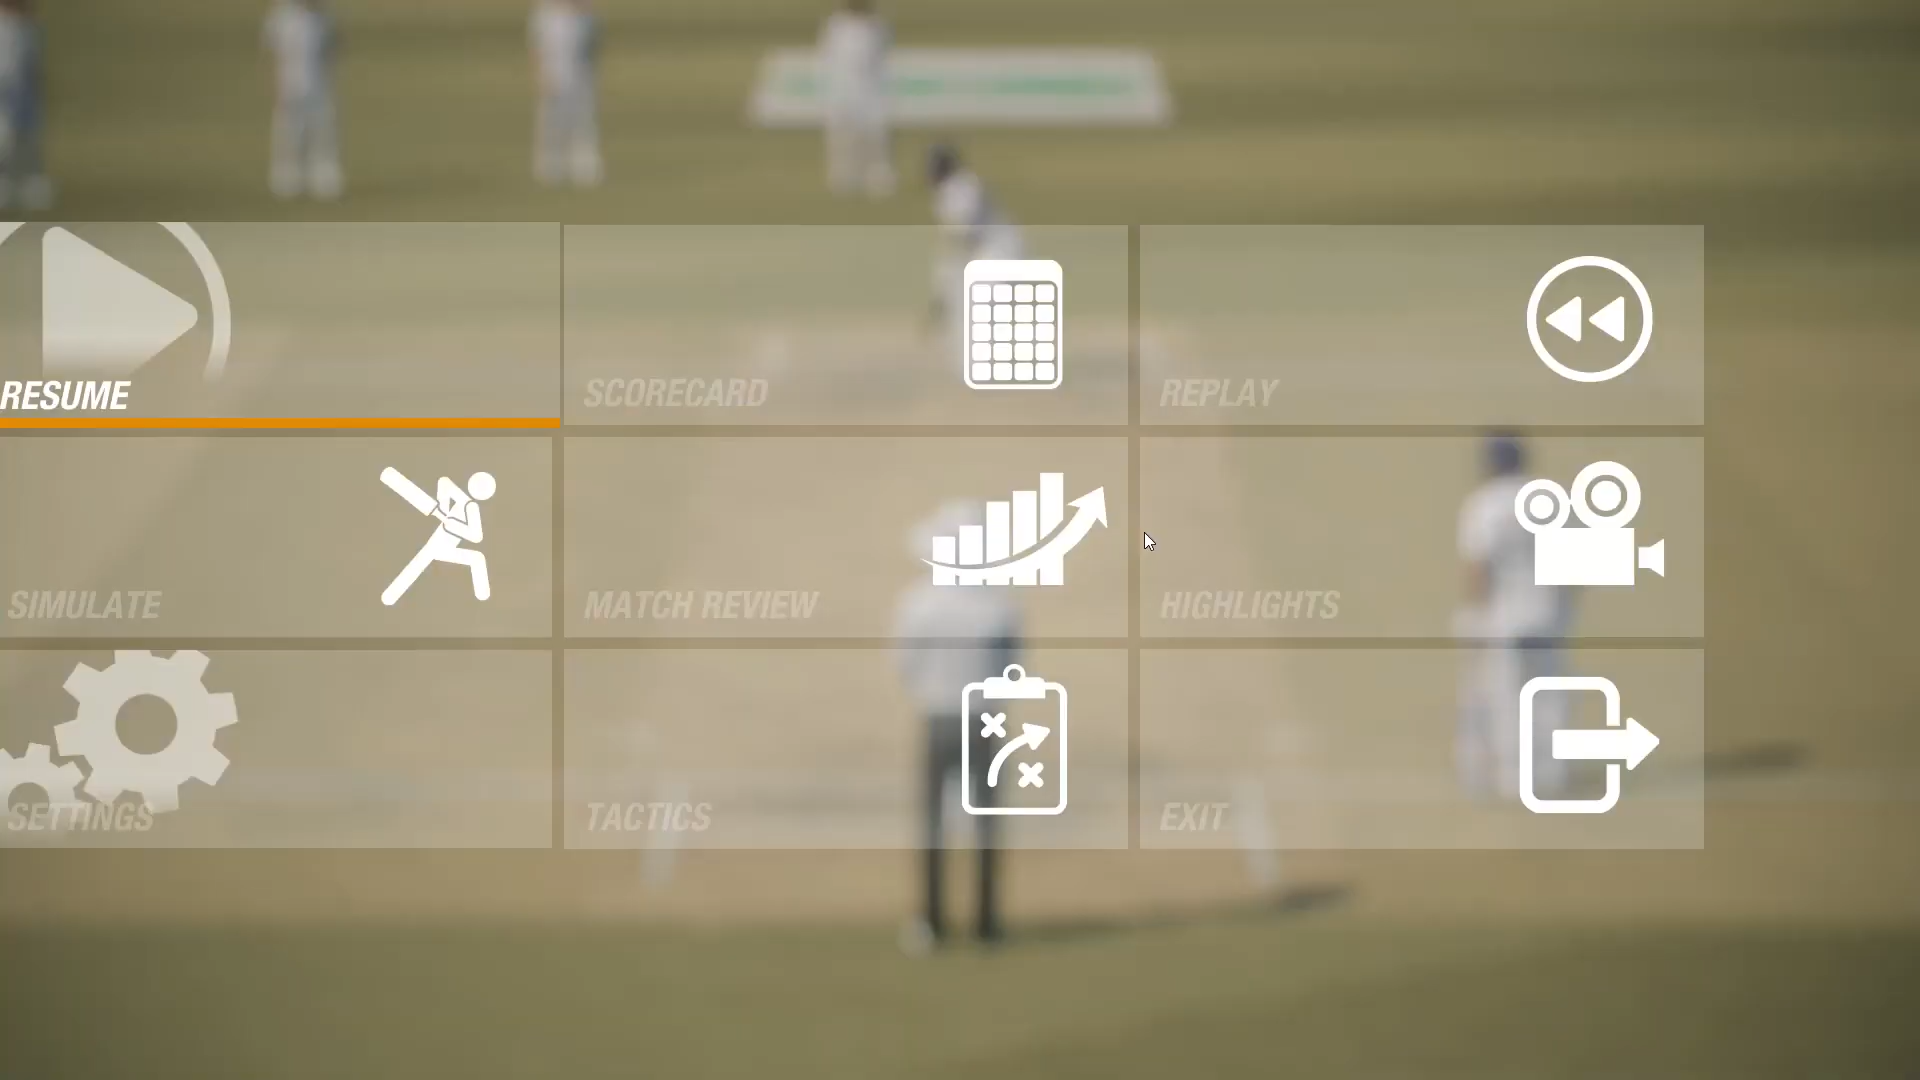 RESUME
SCORECARD
REPLAY
SIMULATE
MATCH REVIEW
HIGHLIGHTS
SETTINGS
TACTICS
EXIT